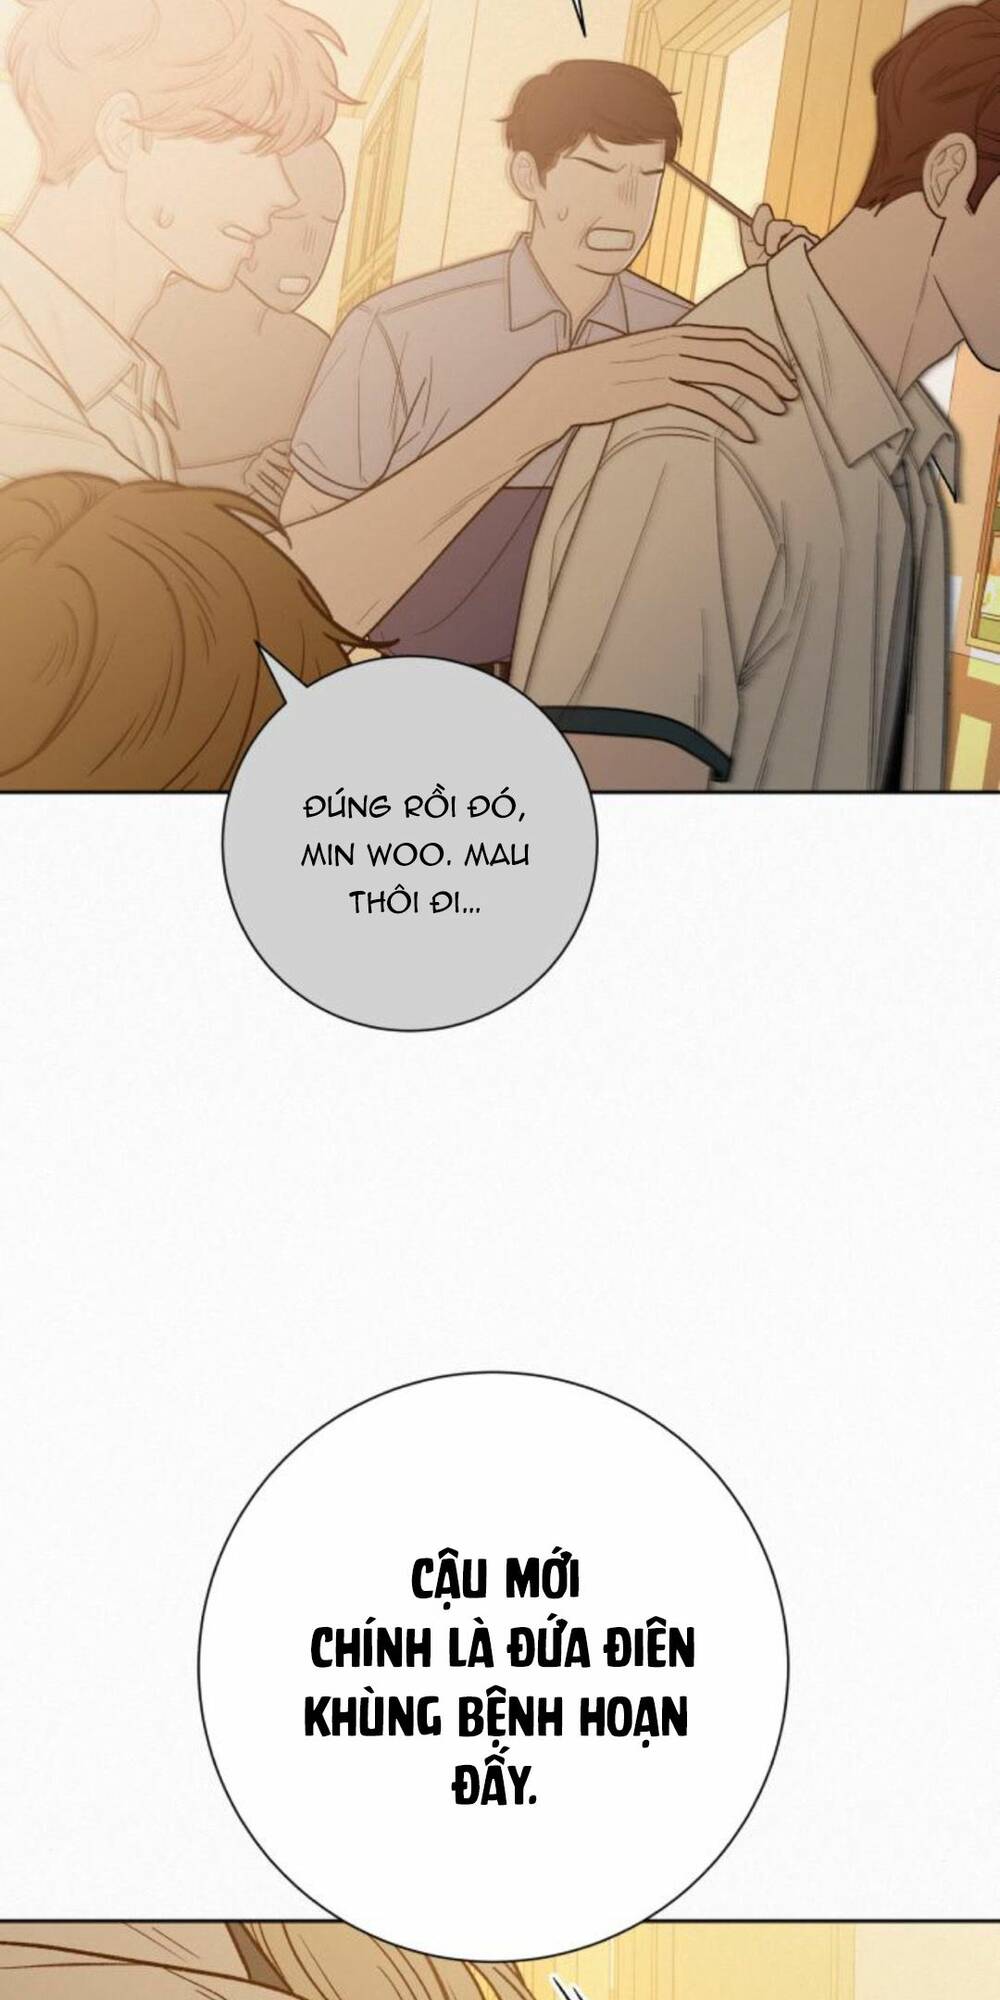 ĐÚNG RỒI ĐÓ,
MIN WOO. MAU
THÔI ĐI...
CẬU MỚI
CHÍNH LÀ ĐỨA ĐIÊN
KHÙNG BỆNH HOẠN
ĐẤY.